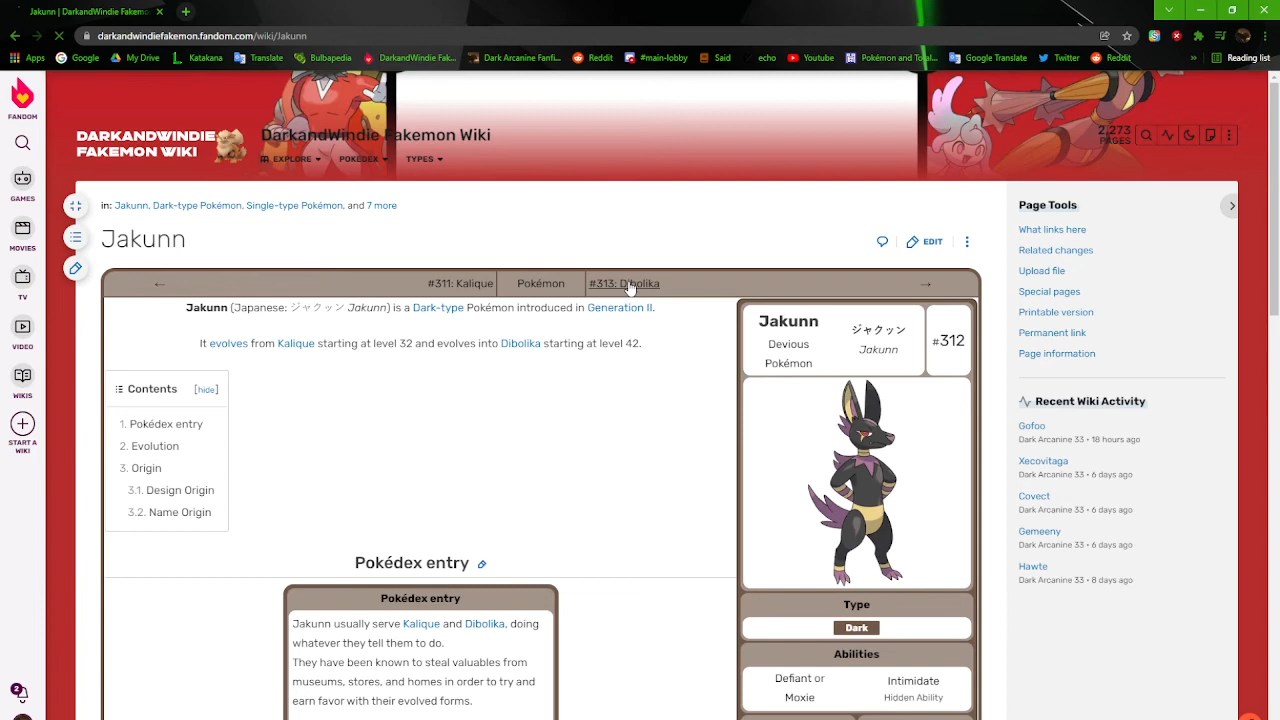 Jakunn | DarkandWindie Fakemo
darkandwindiefakemon.fandom.com/wiki/Jakunn
Apps Google My Drive Katakana Translate Bulbapedia DarkandWindie Fak... Dark Arcanine Fanfi... Reddit #main-lobby Said echo Youtube Pokémon and Total... Google Translate Twitter Reddit » Reading list
FANDOM
GAMES
MOVIES
TV
VIDEO
WIKIS
START A WIKI
2
DARKANDWINDIE
FAKEMON WIKI
DarkandWindie Fakemon Wiki
EXPLORE POKÉDEX TYPES
2,273
PAGES
in: Jakunn, Dark-type Pokémon, Single-type Pokémon, and 7 more
Jakunn
EDIT
← #311: Kalique Pokémon #313: Dibolika →
Jakunn (Japanese: ジャクッン Jakunn) is a Dark-type Pokémon introduced in Generation II.
It evolves from Kalique starting at level 32 and evolves into Dibolika starting at level 42.
Contents [hide]
1. Pokédex entry
2. Evolution
3. Origin
3.1. Design Origin
3.2. Name Origin
Pokédex entry
Pokédex entry
Jakunn usually serve Kalique and Dibolika, doing
whatever they tell them to do.
They have been known to steal valuables from
museums, stores, and homes in order to try and
earn favor with their evolved forms.
Jakunn
Devious
Pokémon
ジャクッン
Jakunn
#312
Type
Dark
Abilities
Defiant or
Moxie
Intimidate
Hidden Ability
Page Tools
What links here
Related changes
Upload file
Special pages
Printable version
Permanent link
Page information
Recent Wiki Activity
Gofoo
Dark Arcanine 33 • 18 hours ago
Xecovitaga
Dark Arcanine 33 • 6 days ago
Covect
Dark Arcanine 33 • 6 days ago
Gemeeny
Dark Arcanine 33 • 6 days ago
Hawte
Dark Arcanine 33 • 8 days ago